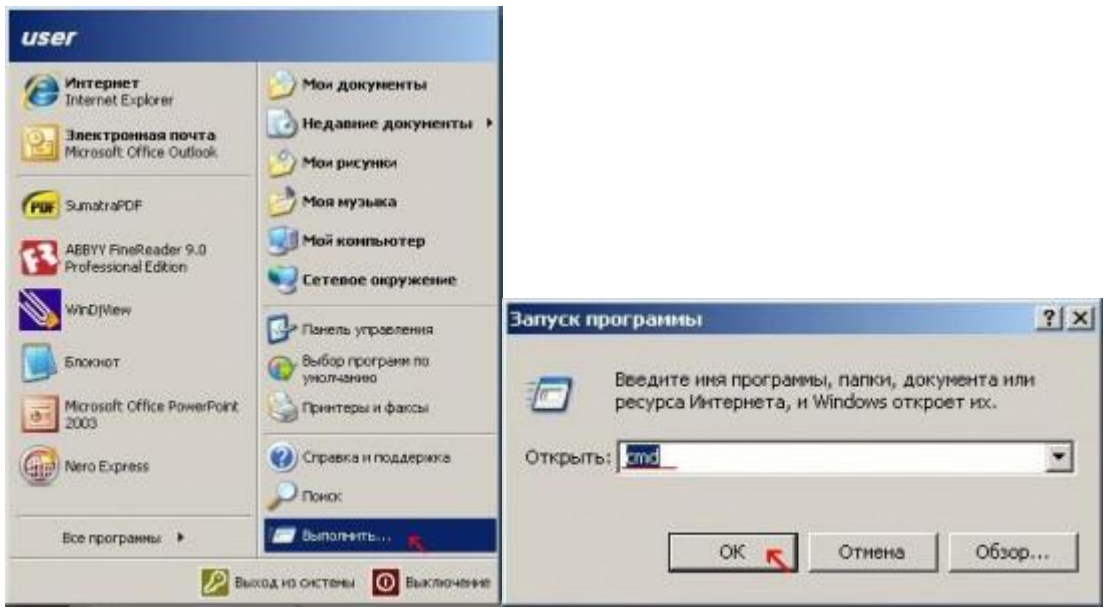 user
Интернет
Internet Explorer
Электронная почта
Microsoft Office Outlook
SumatraPDF
ABBYY FineReader 9.0
Professional Edition
WinDjView
Блокнот
Microsoft Office PowerPoint
2003
Nero Express
Все программы
Мои документы
Недавние документы
Мои рисунки
Моя музыка
Мой компьютер
Сетевое окружение
Панель управления
Выбор программ по
умолчанию
Принтеры и факсы
Справка и поддержка
Поиск
Выполнить...
Выход из системы
Выключение
Запуск программы
Введите имя программы, папки, документа или
ресурса Интернета, и Windows откроет их.
Открыть: cmd
OK Отмена Обзор...